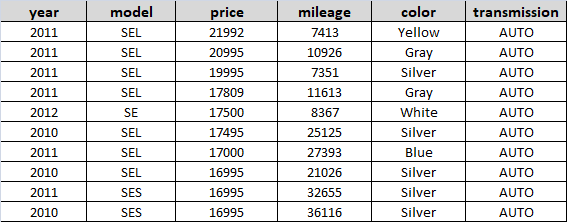 year model price mileage color transmission
2011 SEL 21992 7413 Yellow AUTO
2011 SEL 20995 10926 Gray AUTO
2011 SEL 19995 7351 Silver AUTO
2011 SEL 17809 11613 Gray AUTO
2012 SE 17500 8367 White AUTO
2010 SEL 17495 25125 Silver AUTO
2011 SEL 17000 27393 Blue AUTO
2010 SEL 16995 21026 Silver AUTO
2011 SES 16995 32655 Silver AUTO
2010 SES 16995 36116 Silver AUTO